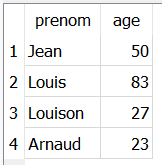 prenom age
1 Jean 50
2 Louis 83
3 Louison 27
4 Arnaud 23